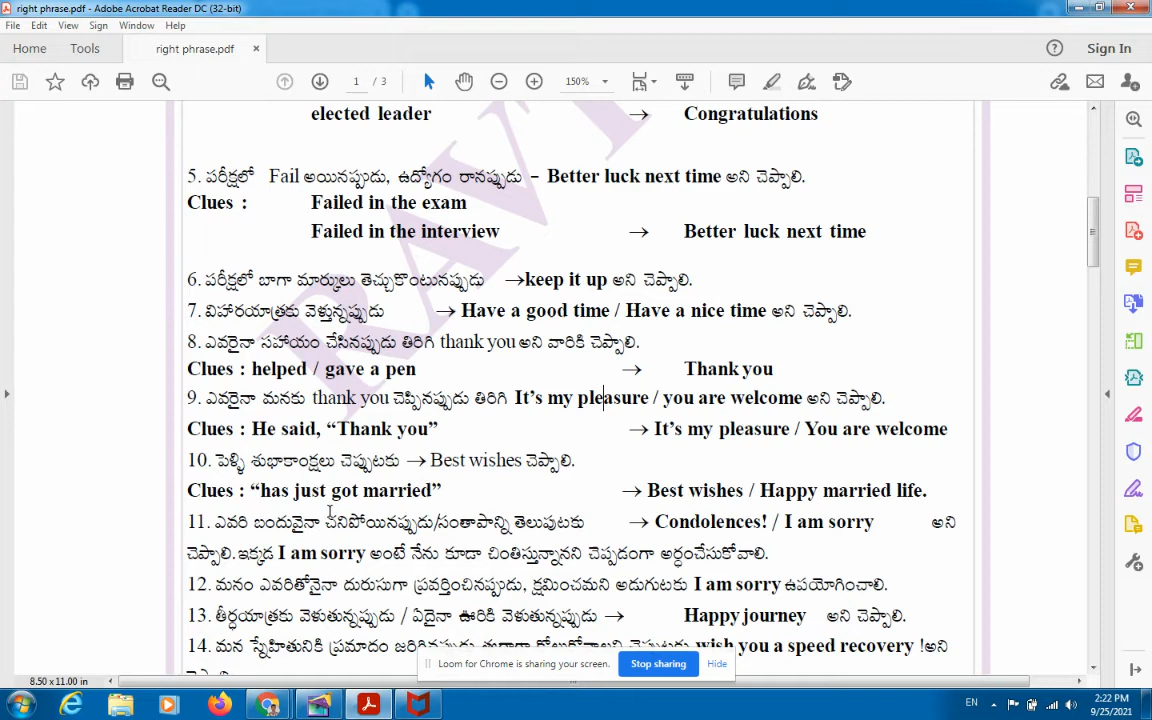 right phrase.pdf - Adobe Acrobat Reader DC (32-bit)
File Edit View Sign Window Help
Home Tools right phrase.pdf × Sign In
1 / 3 150%
elected leader → Congratulations
5. పరీక్షలో Fail అయినప్పుడు, ఉద్యోగం రానప్పుడు – Better luck next time అని చెప్పాలి.
Clues : Failed in the exam
Failed in the interview → Better luck next time
6. పరీక్షలో బాగా మార్కులు తెచ్చుకొంటునప్పుడు →keep it up అని చెప్పాలి.
7. విహారయాత్రకు వెళ్తున్నప్పుడు → Have a good time / Have a nice time అని చెప్పాలి.
8. ఎవరైనా సహాయం చేసినప్పుడు తిరిగి thank you అని వారికి చెప్పాలి.
Clues : helped / gave a pen → Thank you
9. ఎవరైనా మనకు thank you చెప్పినప్పుడు తిరిగి It's my pleasure / you are welcome అని చెప్పాలి.
Clues : He said, “Thank you” → It's my pleasure / You are welcome
10. పెళ్ళి శుభాకాంక్షలు చెప్పుటకు → Best wishes చెప్పాలి.
Clues : “has just got married” → Best wishes / Happy married life.
11. ఎవరి బందువైనా చనిపోయినప్పుడు/సంతాపాన్ని తెలుపుటకు → Condolences! / I am sorry అని
చెప్పాలి. ఇక్కడ I am sorry అంటే నేను కూడా చింతిస్తున్నానని చెప్పడంగా అర్ధంచేసుకోవాలి.
12. మనం ఎవరితోనైనా దురుసుగా ప్రవర్తించినప్పుడు, క్షమించమని అడుగుటకు I am sorry ఉపయోగించాలి.
13. తీర్ధయాత్రకు వెళుతున్నప్పుడు / ఏదైనా ఊరికి వెళుతున్నప్పుడు → Happy journey అని చెప్పాలి.
14. మన స్నేహితునికి ప్రమాదం wish you a speed recovery !అని
Loom for Chrome is sharing your screen. Stop sharing Hide
8.50 x 11.00 in
EN 2:22 PM
9/25/2021